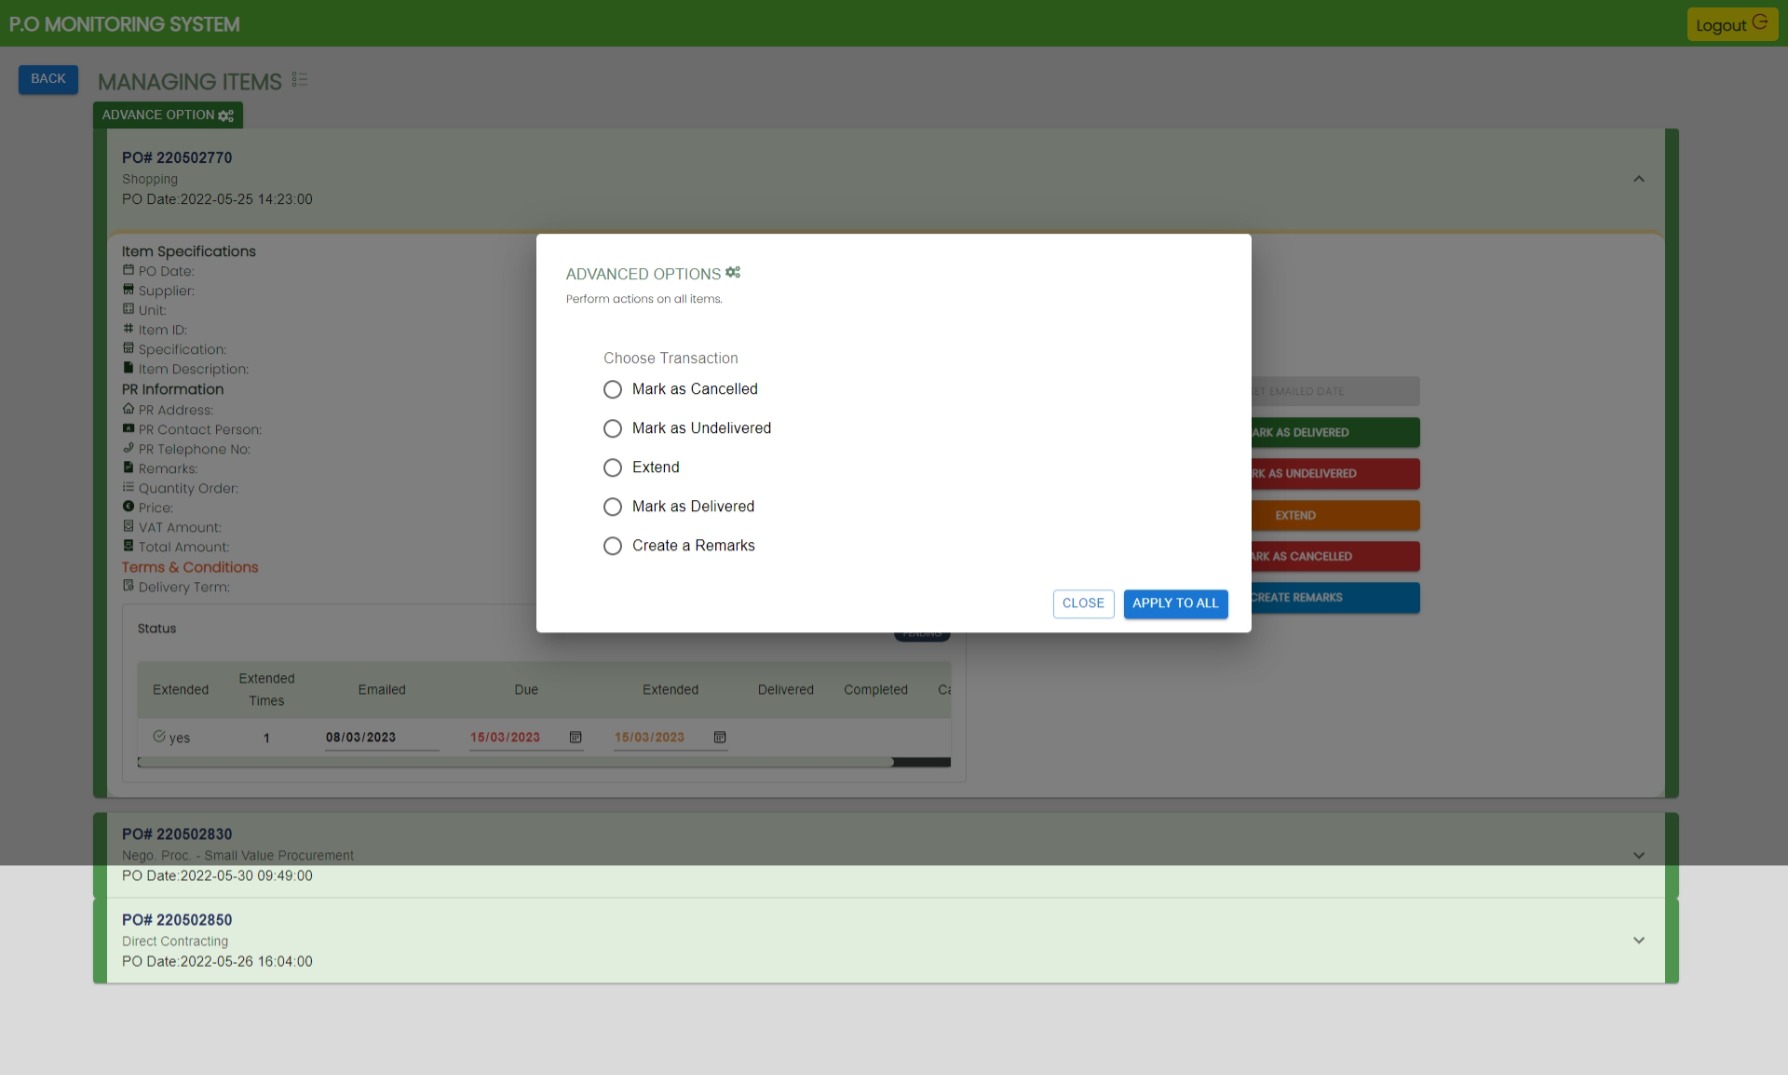 P.O MONITORING SYSTEM
Logout
BACK
MANAGING ITEMS
ADVANCE OPTION
PO# 220502770
Shopping
PO Date:2022-05-25 14:23:00
Item Specifications
PO Date:
Supplier:
Unit:
Item ID:
Specification:
Item Description:
PR Information
PR Address:
PR Contact Person:
PR Telephone No:
Remarks:
Quantity Order:
Price:
VAT Amount:
Total Amount:
Terms & Conditions
Delivery Term:
ADVANCED OPTIONS
Perform actions on all items.
Choose Transaction
Mark as Cancelled
Mark as Undelivered
Extend
Mark as Delivered
Create a Remarks
CLOSE
APPLY TO ALL
EMAILED DATE
AS DELIVERED
AS UNDELIVERED
EXTEND
AS CANCELLED
CREATE REMARKS
Status
PENDING
Extended
Extended
Times
Emailed
Due
Extended
Delivered
Completed
Ca
yes
1
08/03/2023
15/03/2023
15/03/2023
PO# 220502830
Nego. Proc. - Small Value Procurement
PO Date:2022-05-30 09:49:00
PO# 220502850
Direct Contracting
PO Date:2022-05-26 16:04:00